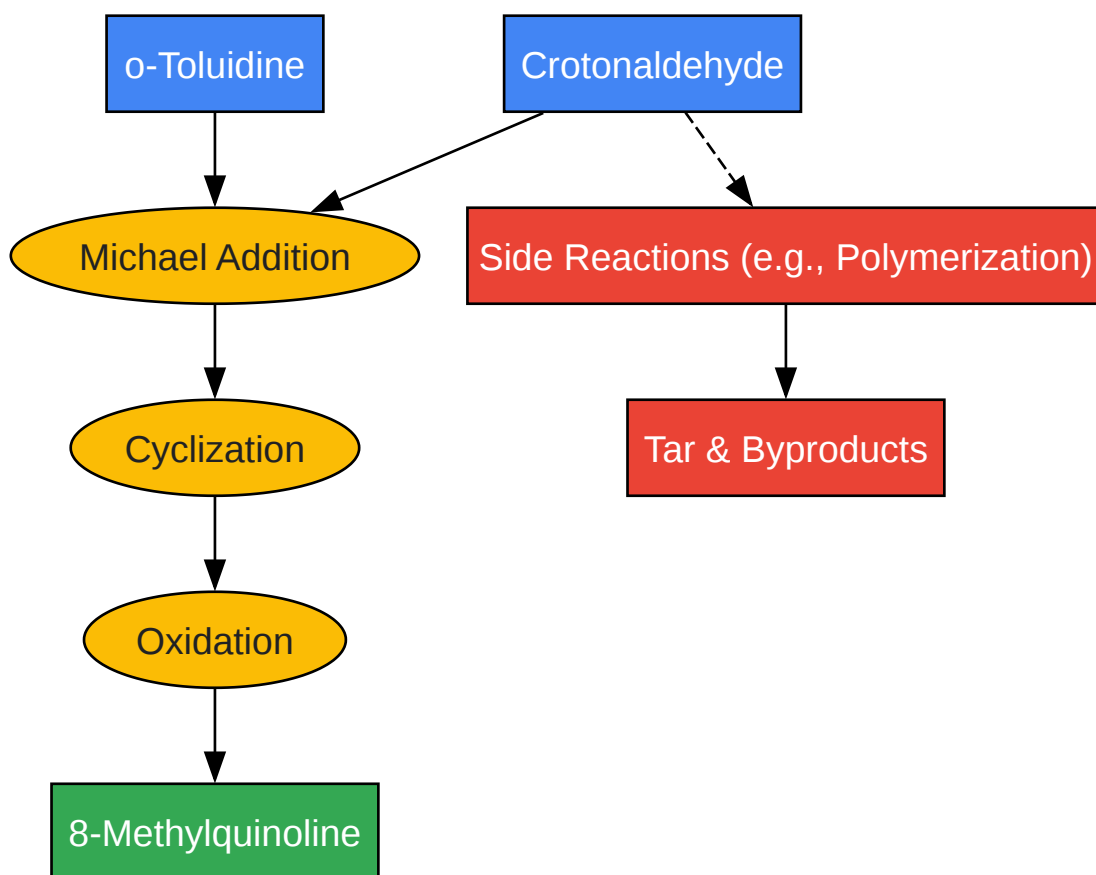 o-Toluidine
Crotonaldehyde
Michael Addition
Side Reactions (e.g., Polymerization)
Cyclization
Tar & Byproducts
Oxidation
8-Methylquinoline